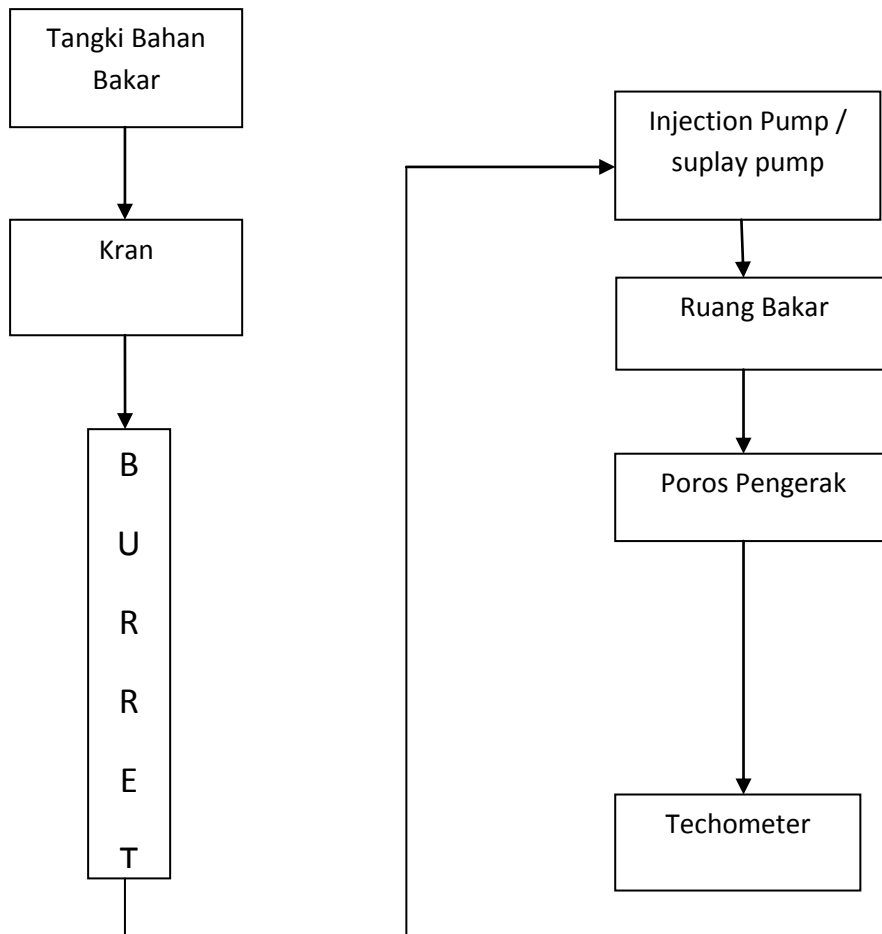 Tangki Bahan
Bakar
Kran
B
U
R
R
E
T
Injection Pump /
suplay pump
Ruang Bakar
Poros Pengerak
Techometer